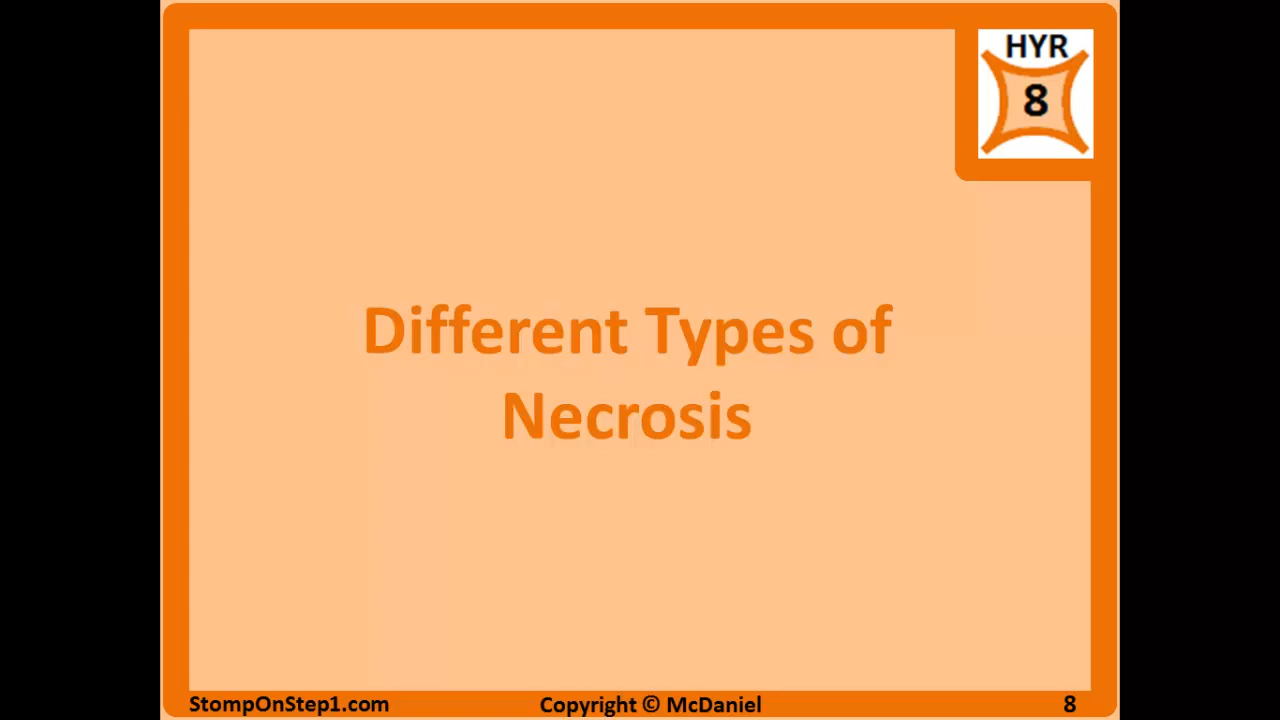 HYR
8
Different Types of
Necrosis
StompOnStep1.com Copyright © McDaniel 8